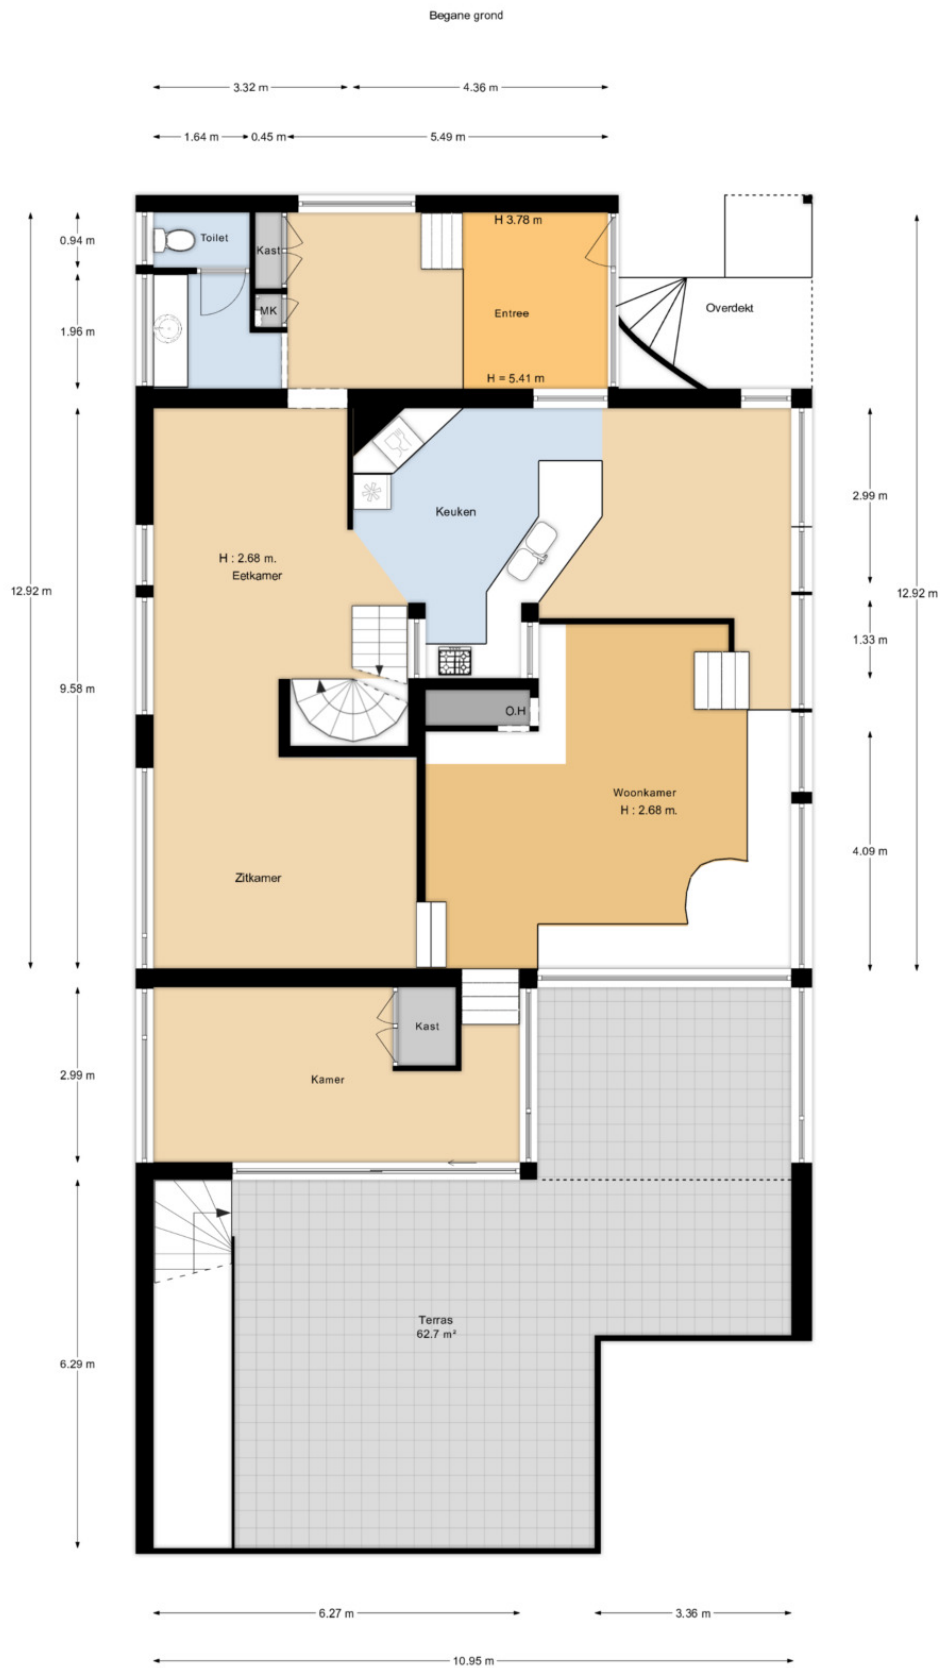 Begane grond
3.32 m
4.36 m
1.64 m
0.45 m
5.49 m
0.94 m
Toilet
Kast
H 3.78 m
MK
Entree
Overdekt
1.96 m
H = 5.41 m
2.99 m
Keuken
H : 2.68 m.
Eetkamer
12.92 m
12.92 m
1.33 m
9.58 m
O.H
Woonkamer
H : 2.68 m.
4.09 m
Zitkamer
Kast
2.99 m
Kamer
Terras
62.7 m²
6.29 m
6.27 m
3.36 m
10.95 m